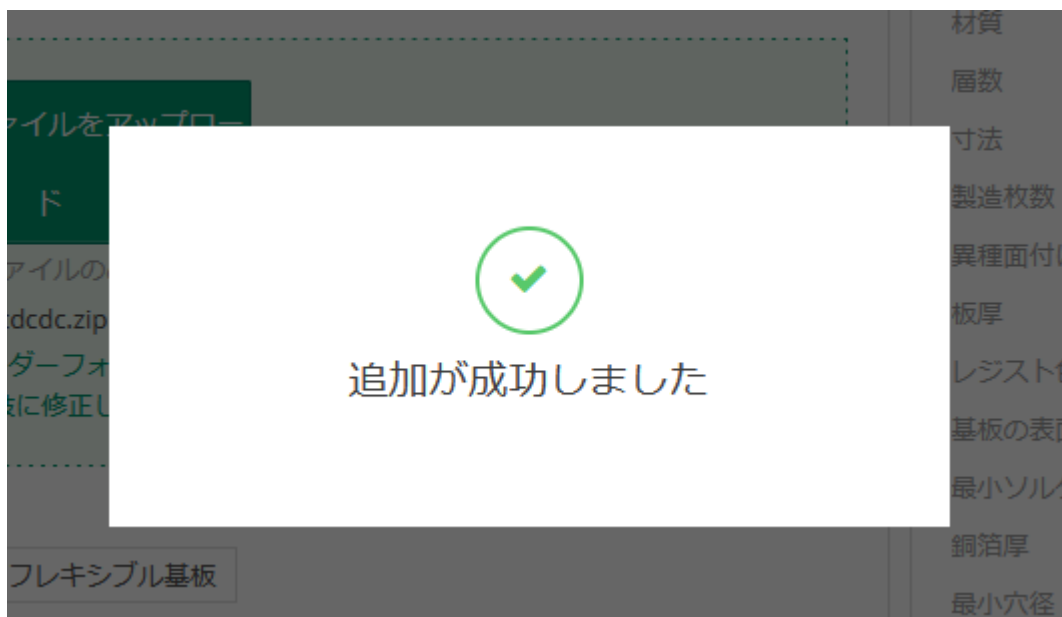 ァイルをアップロー
ド
ァイルの
tdcdc.zip
ダーフォ
に修正し
フレキシブル基板
追加が成功しました
材質
層数
寸法
製造枚数
異種面付け
板厚
レジスト
基板の表
最小ソル
銅箔厚
最小穴径